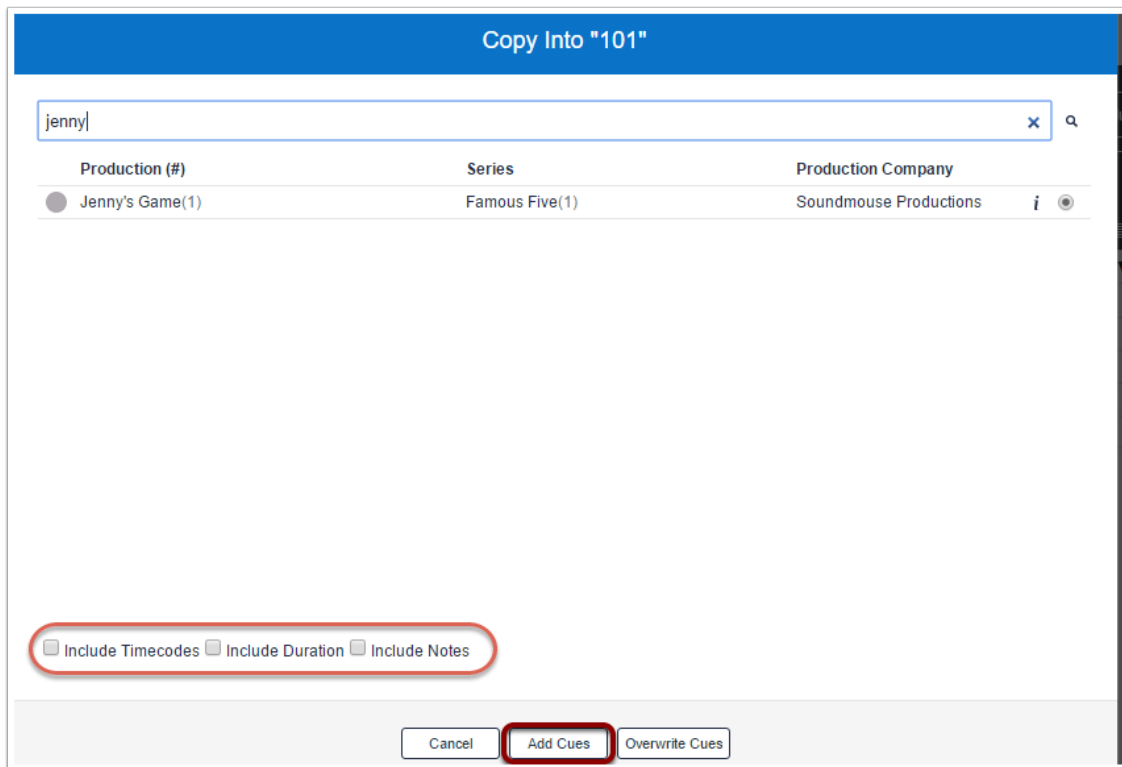 Copy Into "101"
jenny
Production (#) Series Production Company
Jenny's Game(1) Famous Five(1) Soundmouse Productions i
Include Timecodes Include Duration Include Notes
Cancel Add Cues Overwrite Cues